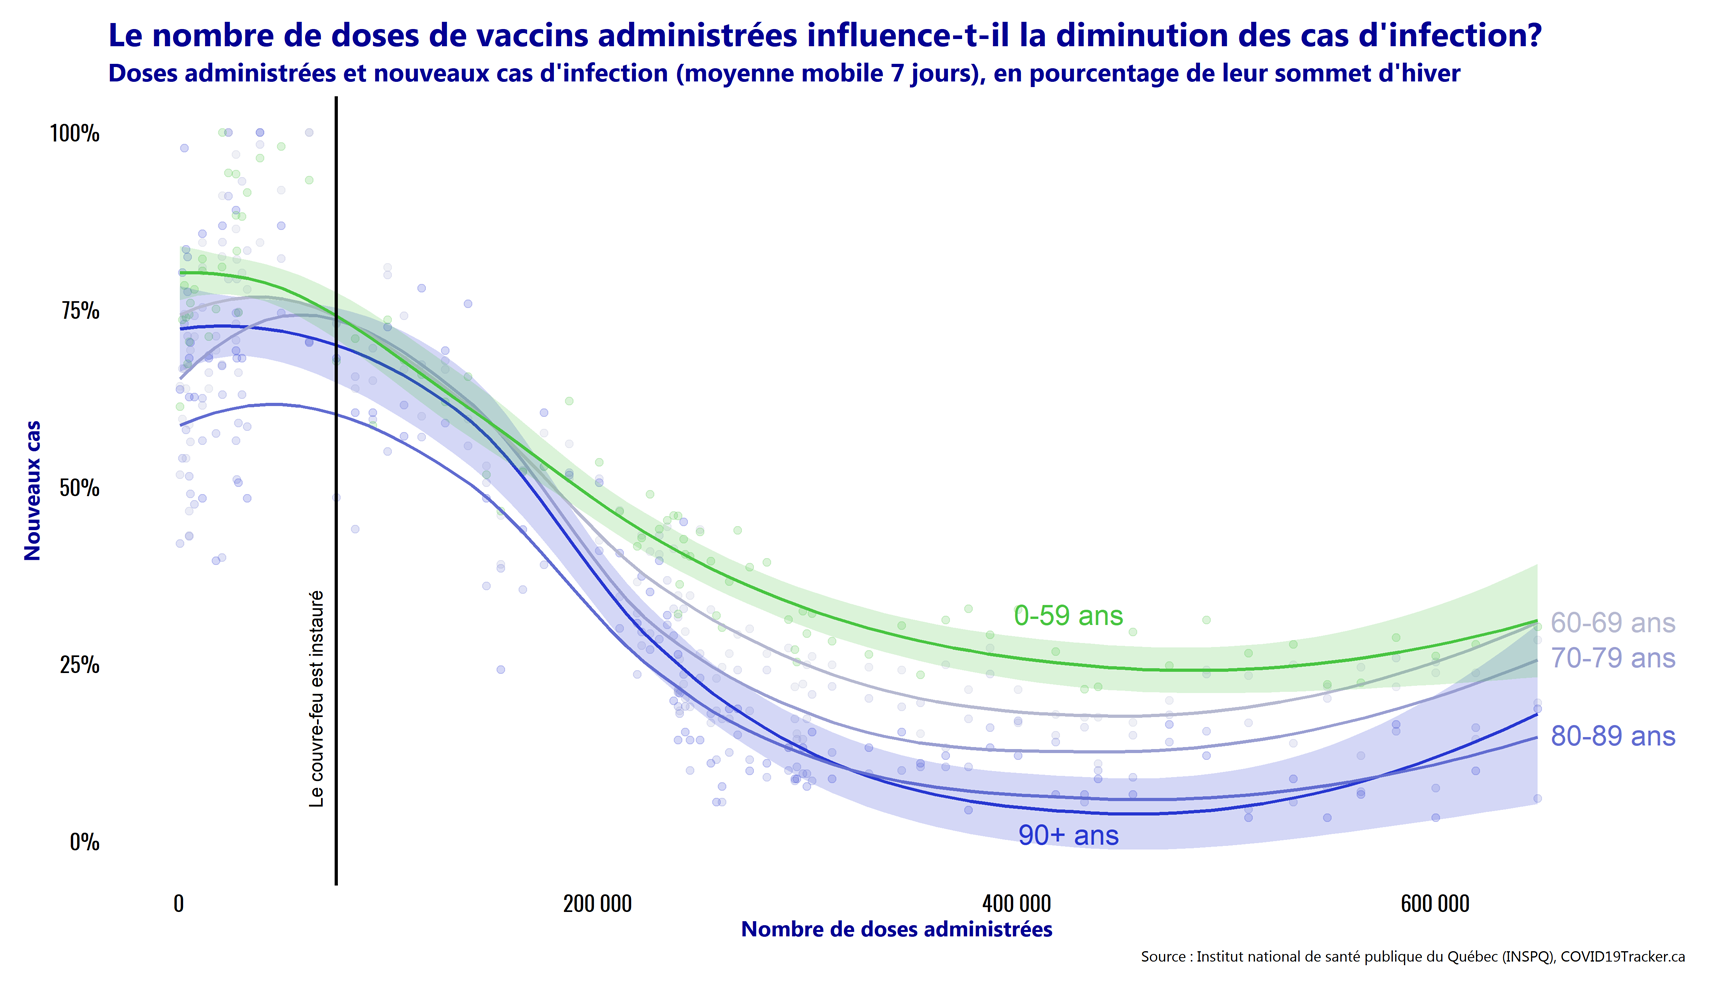 Le nombre de doses de vaccins administrées influence-t-il la diminution des cas d'infection?
Doses administrées et nouveaux cas d'infection (moyenne mobile 7 jours), en pourcentage de leur sommet d'hiver
100%
75%
50%
25%
0%
Nouveaux cas
Le couvre-feu est instauré
0-59 ans
60-69 ans
70-79 ans
80-89 ans
90+ ans
0
200 000
400 000
600 000
Nombre de doses administrées
Source : Institut national de santé publique du Québec (INSPQ), COVID19Tracker.ca